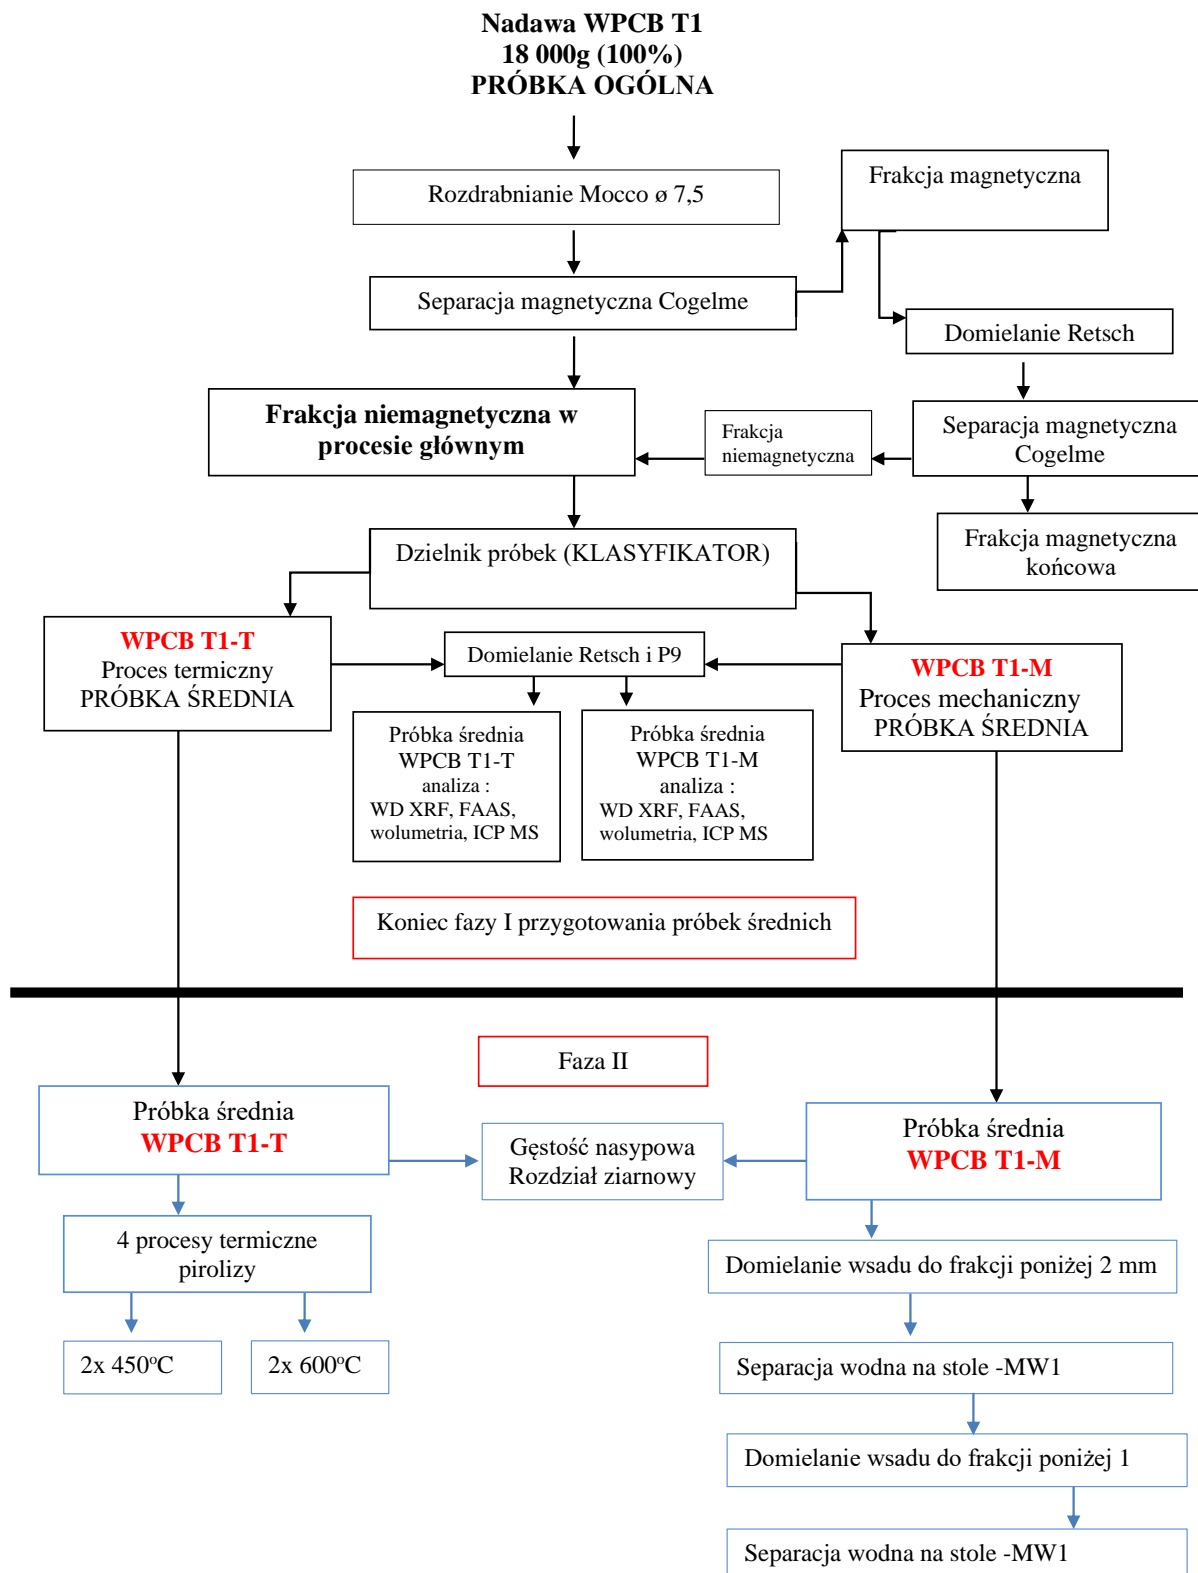 Nadawa WPCB T1
18 000g (100%)
PRÓBKA OGÓLNA
Rozdrabnianie Mocco ø 7,5
Frakcja magnetyczna
Separacja magnetyczna Cogelme
Domielanie Retsch
Frakcja niemagnetyczna w
procesie głównym
Frakcja
niemagnetyczna
Separacja magnetyczna
Cogelme
Frakcja magnetyczna
końcowa
Dzielnik próbek (KLASYFIKATOR)
WPCB T1-T
Proces termiczny
PRÓBKA ŚREDNIA
Domielanie Retsch i P9
WPCB T1-M
Proces mechaniczny
PRÓBKA ŚREDNIA
Próbka średnia
WPCB T1-T
analiza :
WD XRF, FAAS,
wolumetria, ICP MS
Próbka średnia
WPCB T1-M
analiza :
WD XRF, FAAS,
wolumetria, ICP MS
Koniec fazy I przygotowania próbek średnich
Faza II
Próbka średnia
WPCB T1-T
Gęstość nasypowa
Rozdział ziarnowy
Próbka średnia
WPCB T1-M
4 procesy termiczne
pirolizy
2x 450°C
2x 600°C
Domielanie wsadu do frakcji poniżej 2 mm
Separacja wodna na stole -MW1
Domielanie wsadu do frakcji poniżej 1
Separacja wodna na stole -MW1